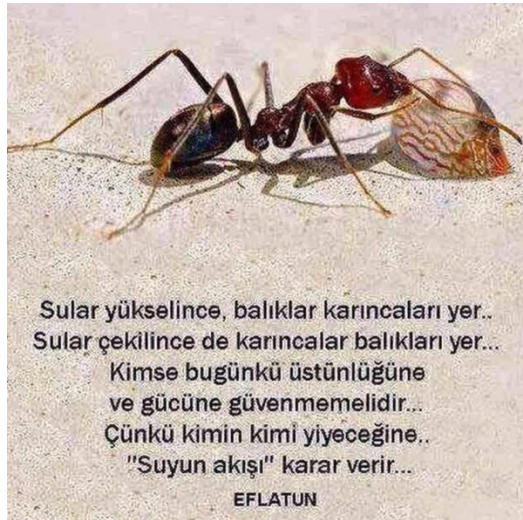 Sular yükselince, balıklar karıncaları yer..
Sular çekilince de karıncalar balıkları yer...
Kimse bugünkü üstünlüğüne
ve gücüne güvenmemelidir...
Çünkü kimin kimi yiyeceğine..
"Suyun akışı" karar verir...
EFLATUN